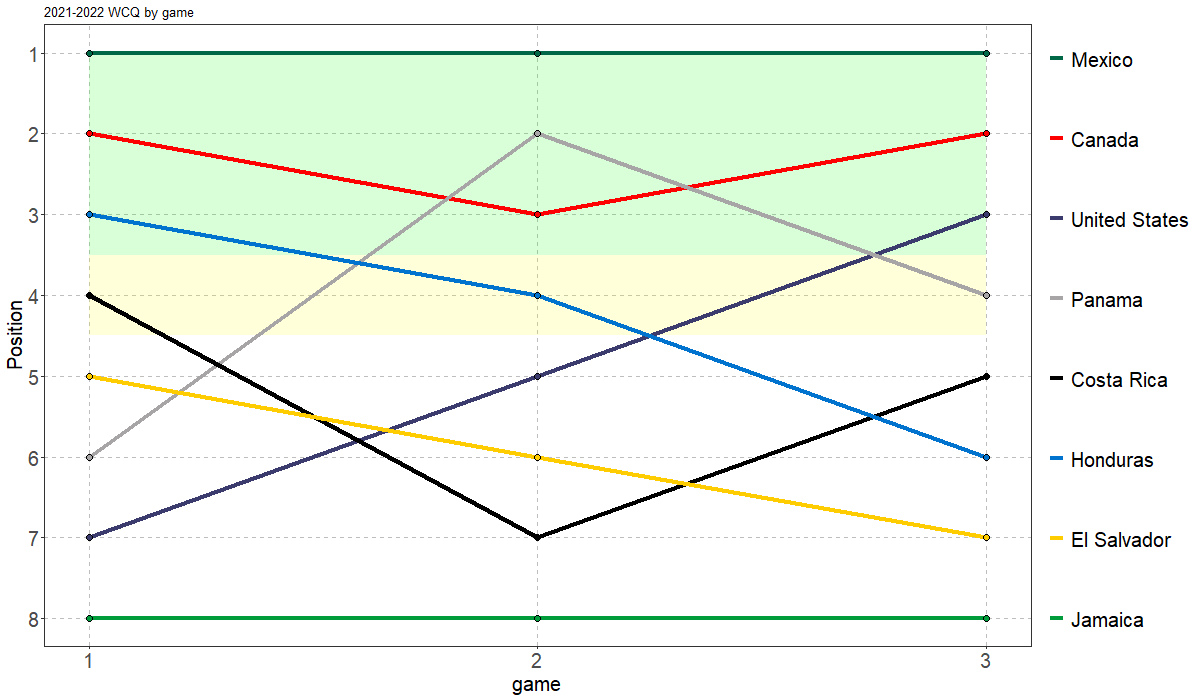 2021-2022 WCQ by game
Position
1
2
3
4
5
6
7
8
1
2
3
game
Mexico
Canada
United States
Panama
Costa Rica
Honduras
El Salvador
Jamaica